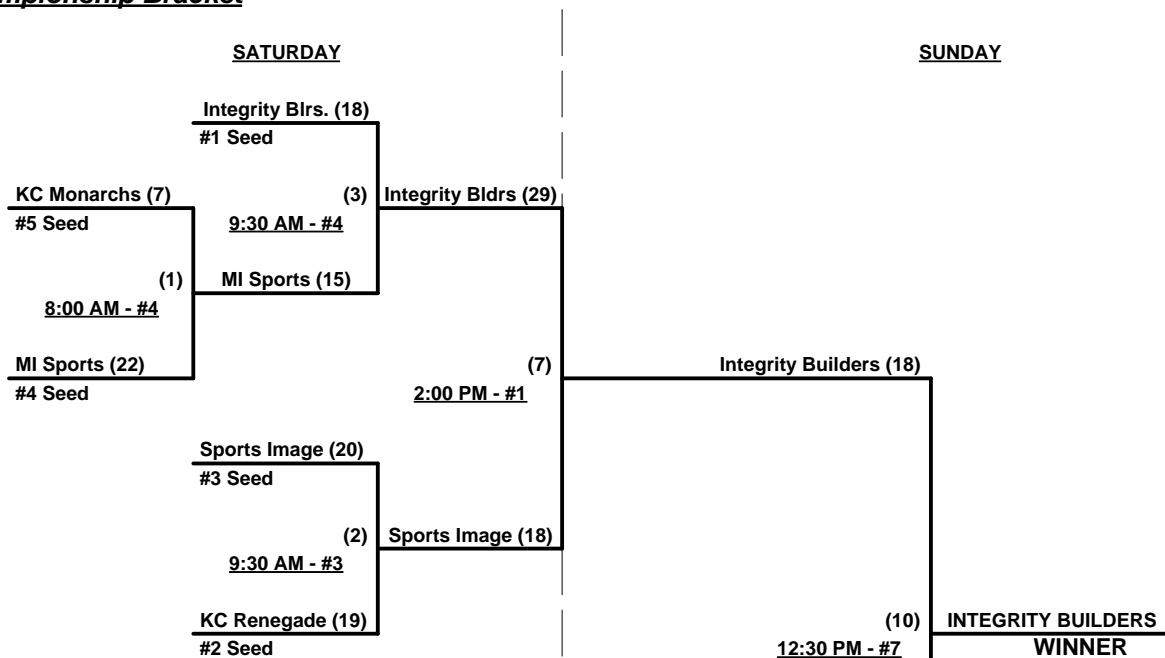 SATURDAY
SUNDAY
Integrity Blrs. (18)
#1 Seed
KC Monarchs (7)
(3)
Integrity Bldrs (29)
#5 Seed
9:30 AM - #4
(1)
MI Sports (15)
8:00 AM - #4
MI Sports (22)
(7)
Integrity Builders (18)
#4 Seed
2:00 PM - #1
Sports Image (20)
#3 Seed
(2)
Sports Image (18)
9:30 AM - #3
KC Renegade (19)
(10)
INTEGRITY BUILDERS
#2 Seed
12:30 PM - #7
WINNER